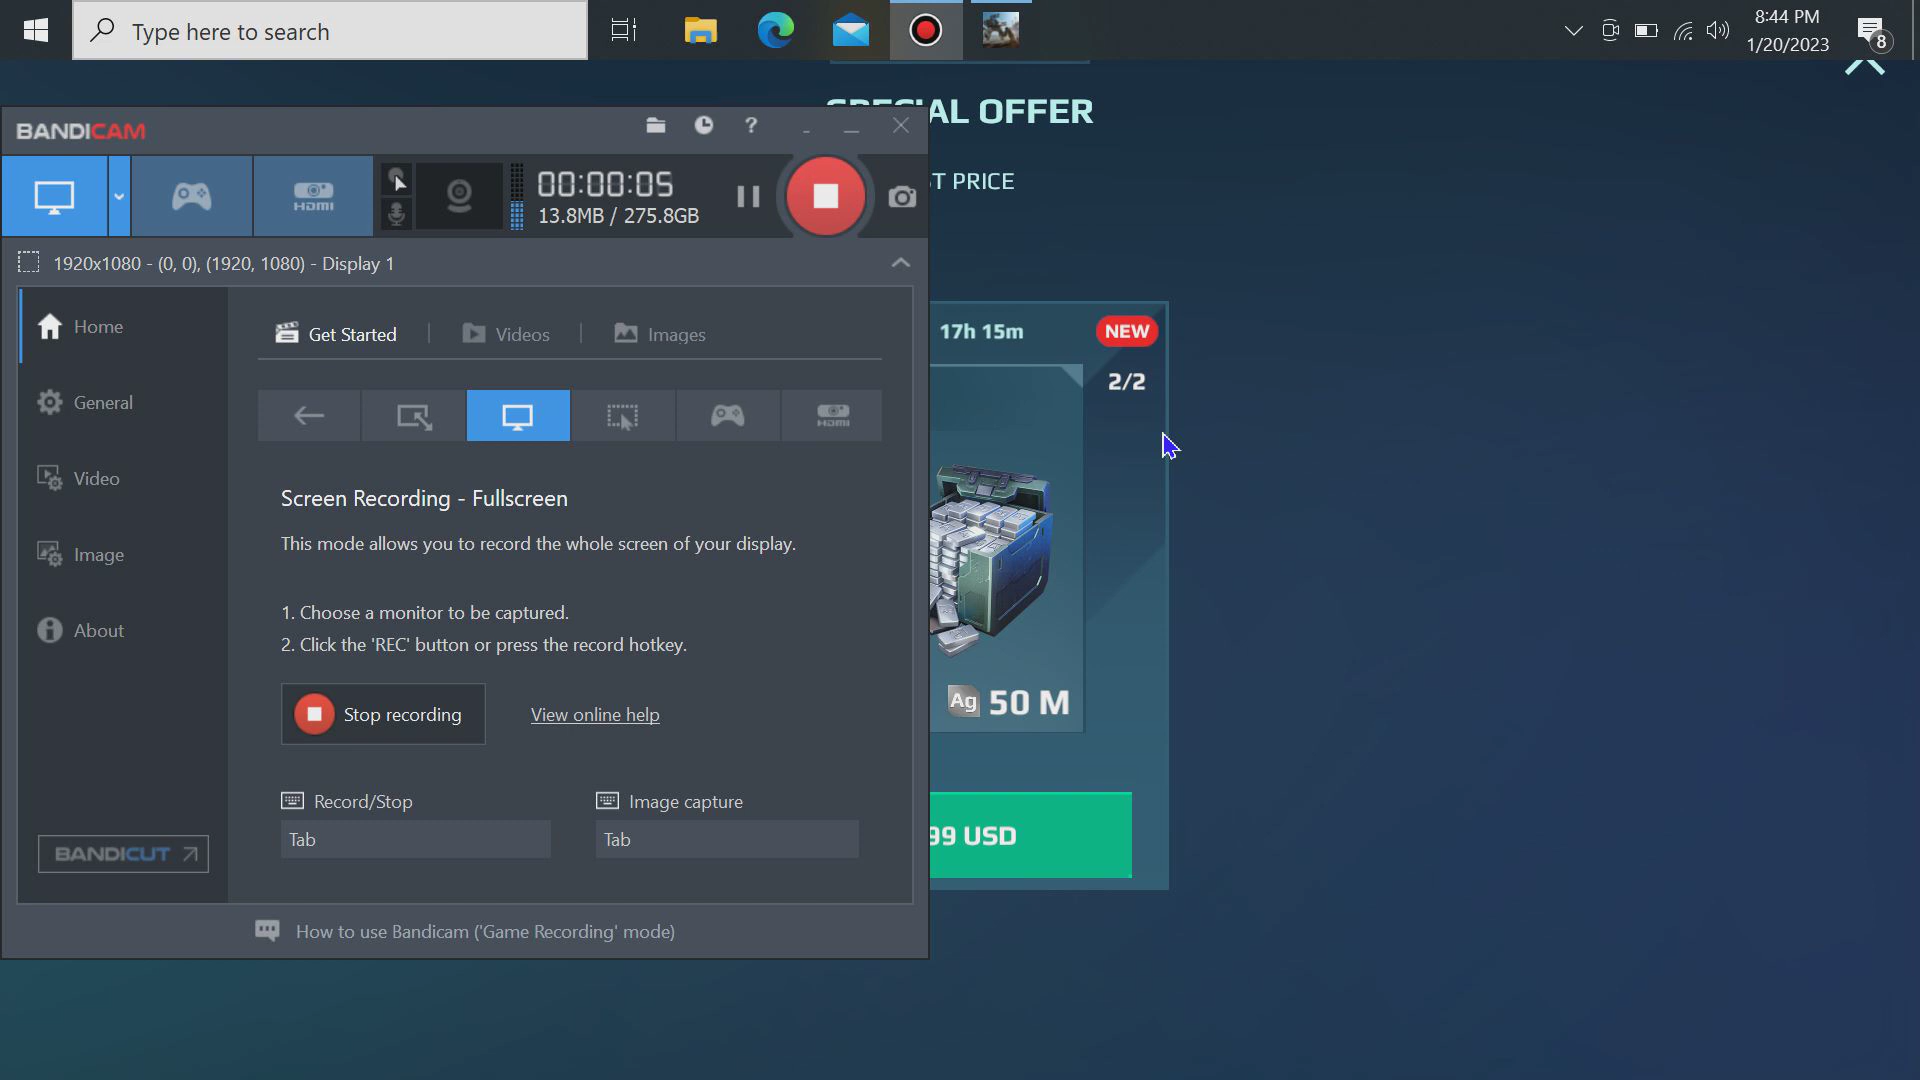 Type here to search
8:44 PM
1/20/2023
8
AL OFFER
T PRICE
BANDICAM
?
HDMI
00:00:05
13.8MB / 275.8GB
1920x1080 - (0, 0), (1920, 1080) - Display 1
Home
General
Video
Image
About
BANDICUT
Get Started
Videos
Images
HDMI
Screen Recording - Fullscreen
This mode allows you to record the whole screen of your display.
1. Choose a monitor to be captured.
2. Click the 'REC' button or press the record hotkey.
Stop recording
View online help
Record/Stop
Image capture
Tab
Tab
How to use Bandicam ('Game Recording' mode)
17h 15m
NEW
2/2
Ag 50 M
99 USD